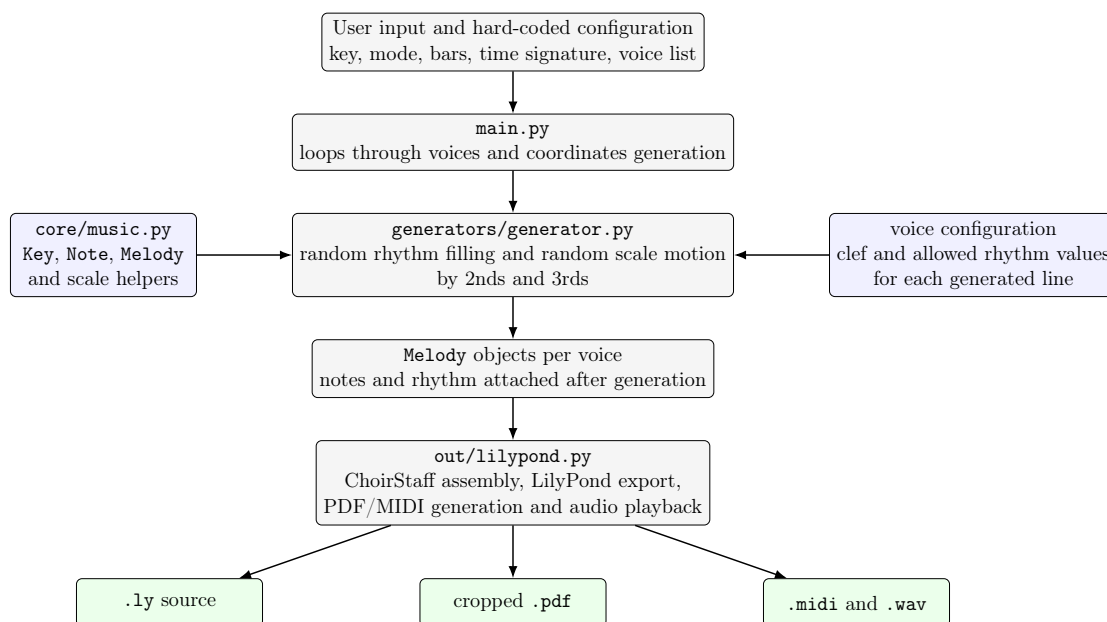 User input and hard-coded configuration
key, mode, bars, time signature, voice list
main.py
loops through voices and coordinates generation
core/music.py
Key, Note, Melody
and scale helpers
generators/generator.py
random rhythm filling and random scale motion
by 2nds and 3rds
voice configuration
clef and allowed rhythm values
for each generated line
Melody objects per voice
notes and rhythm attached after generation
out/lilypond.py
ChoirStaff assembly, LilyPond export,
PDF/MIDI generation and audio playback
.ly source
cropped .pdf
.midi and .wav